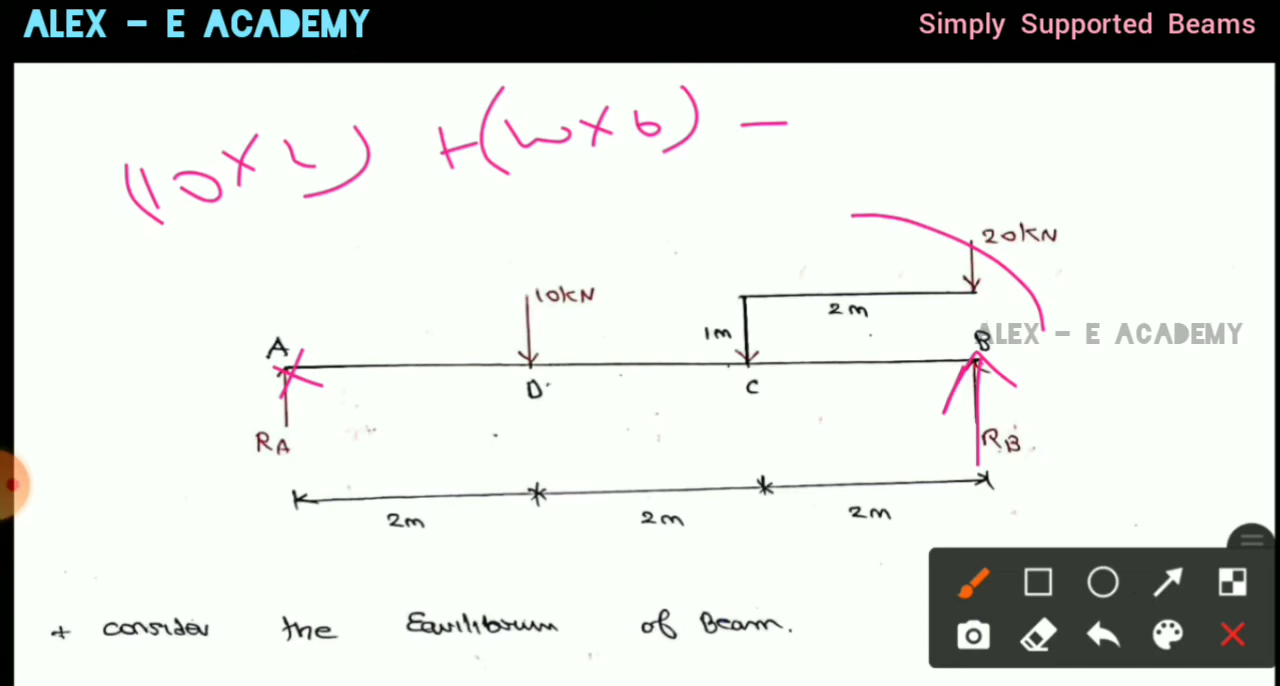 ALEX - E ACADEMY
Simply Supported Beams
(10 X 2) + (20 X 6) -
20KN
10KN
2m
1m
A
B
ALEX - E ACADEMY
D
C
RA
RB
2m
2m
2m
+ consider the Equilibrium of Beam.